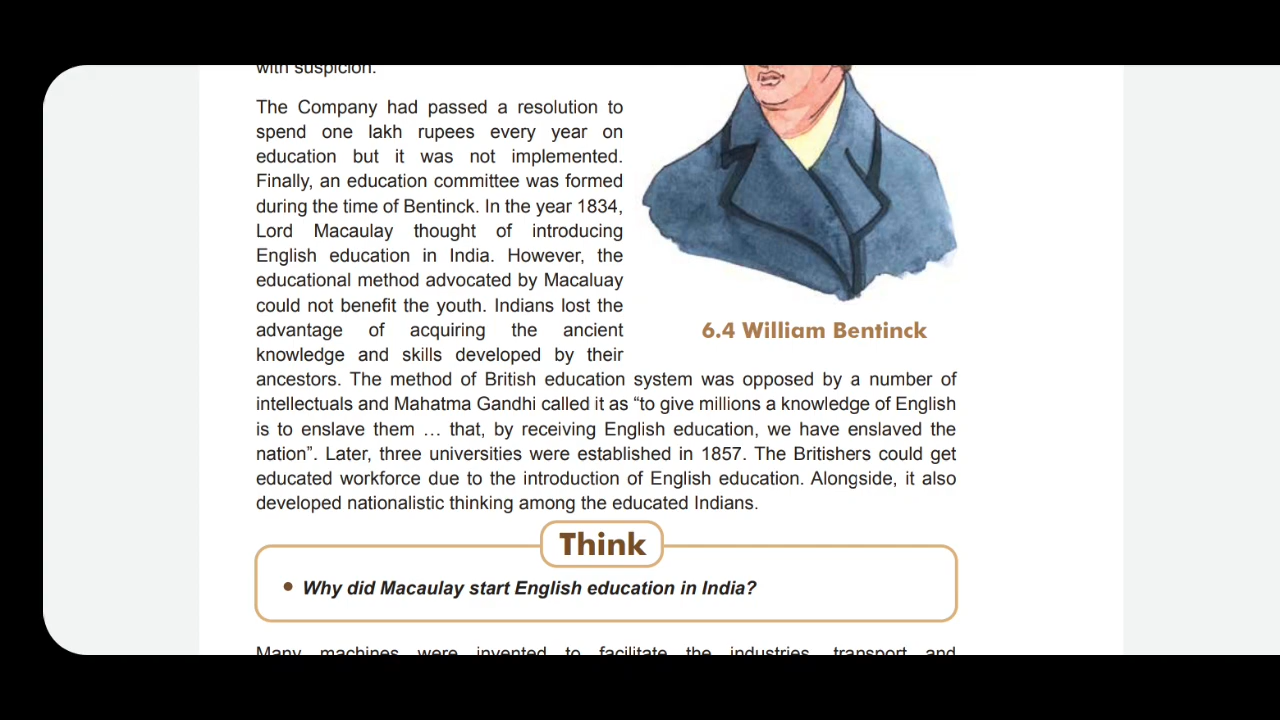 with suspicion.
The Company had passed a resolution to
spend one lakh rupees every year on
education but it was not implemented.
Finally, an education committee was formed
during the time of Bentinck. In the year 1834,
Lord Macaulay thought of introducing
English education in India. However, the
educational method advocated by Macaluay
could not benefit the youth. Indians lost the
advantage of acquiring the ancient
knowledge and skills developed by their
6.4 William Bentinck
ancestors. The method of British education system was opposed by a number of
intellectuals and Mahatma Gandhi called it as “to give millions a knowledge of English
is to enslave them … that, by receiving English education, we have enslaved the
nation”. Later, three universities were established in 1857. The Britishers could get
educated workforce due to the introduction of English education. Alongside, it also
developed nationalistic thinking among the educated Indians.
Think
• Why did Macaulay start English education in India?
Many machines were invented to facilitate the industries, transport and